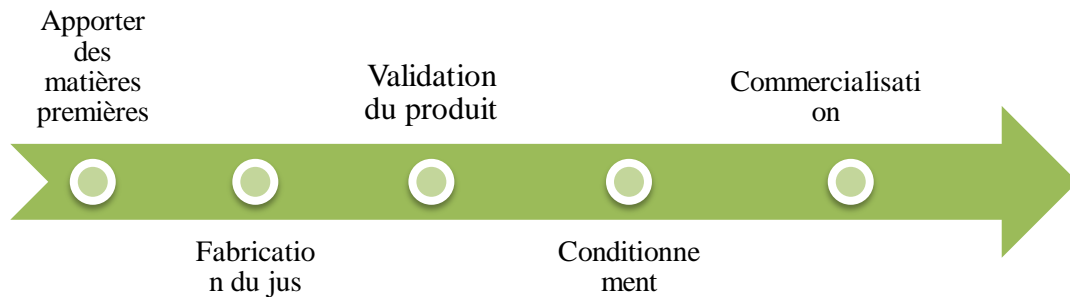 Apporter
des
matières
premières
Fabricatio
n du jus
Validation
du produit
Conditionne
ment
Commercialisati
on